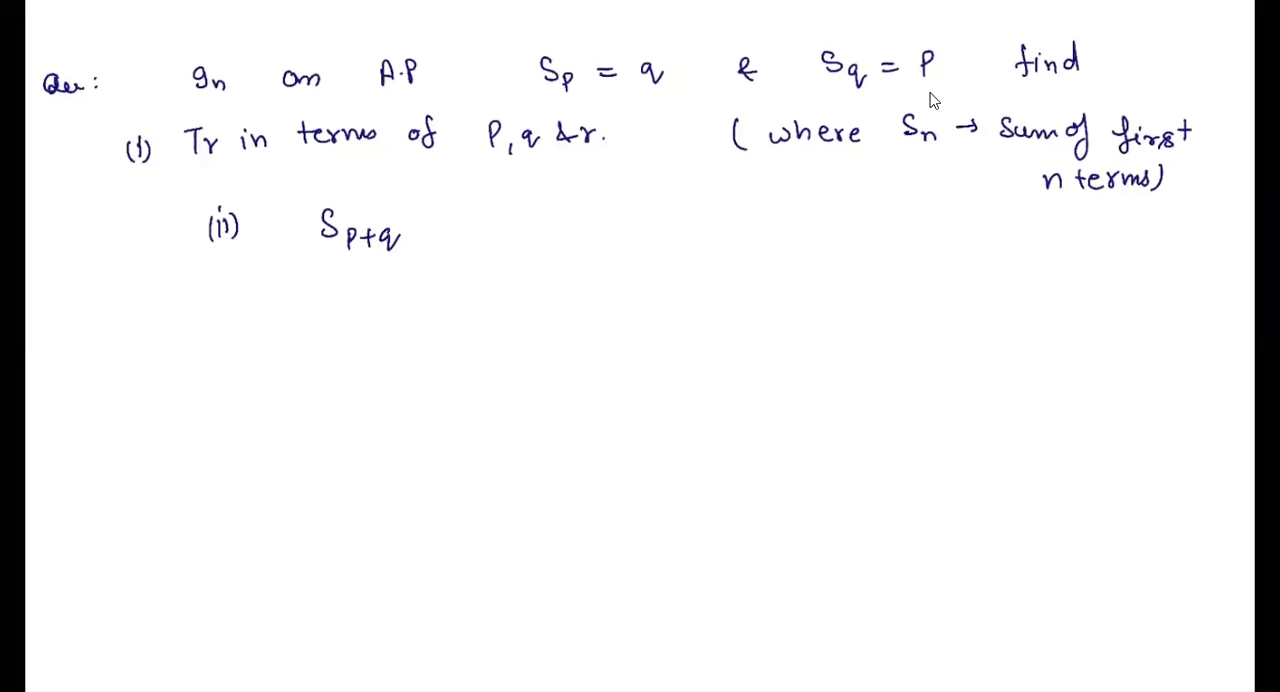 Que: In an A.P Sp = q & Sq = P find
(i) Tr in terms of P, q & r. ( where Sn → Sum of first
n terms)
(ii) Sp+q